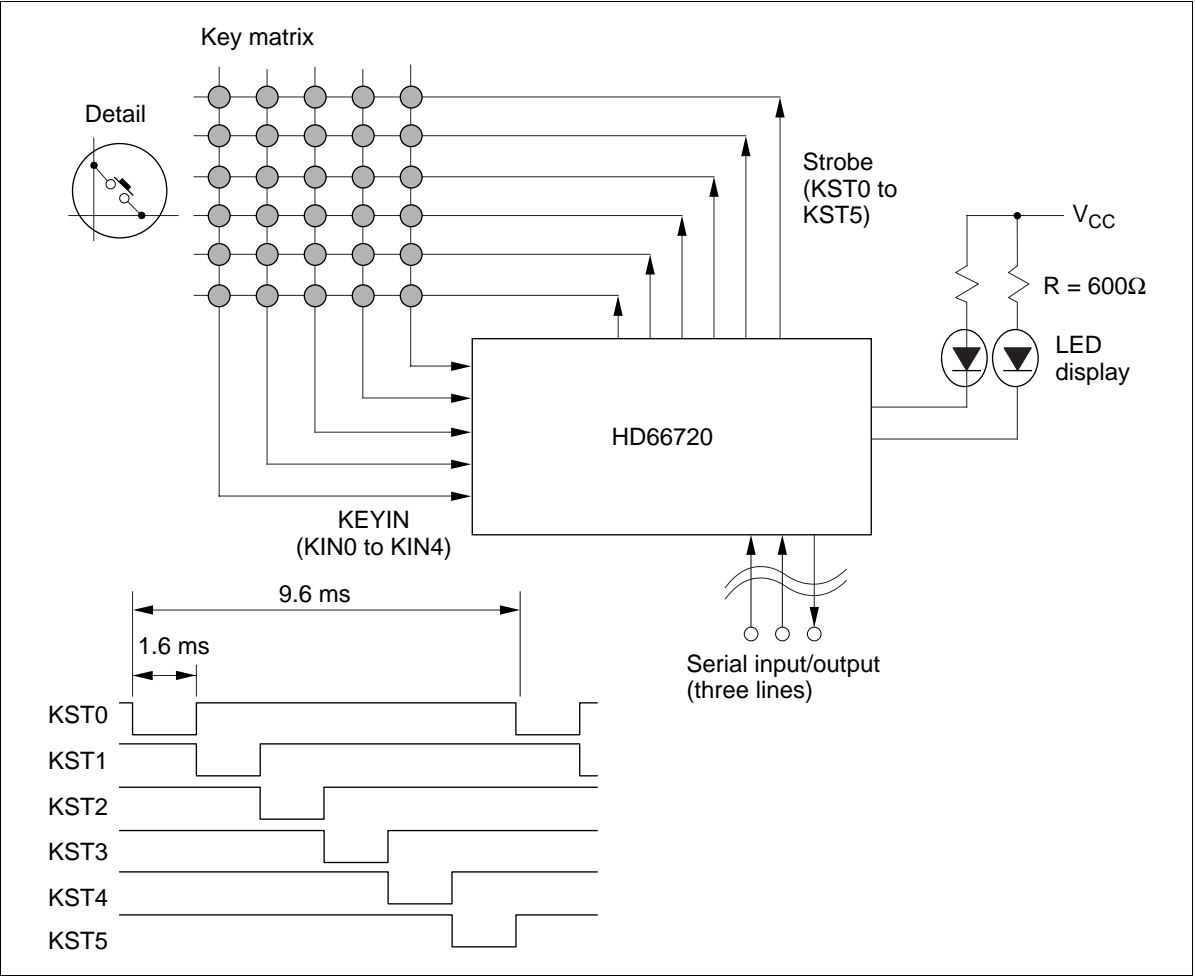 Key matrix
Detail
Strobe
(KST0 to
KST5)
VCC
R = 600Ω
LED
display
HD66720
KEYIN
(KIN0 to KIN4)
9.6 ms
1.6 ms
Serial input/output
(three lines)
KST0
KST1
KST2
KST3
KST4
KST5